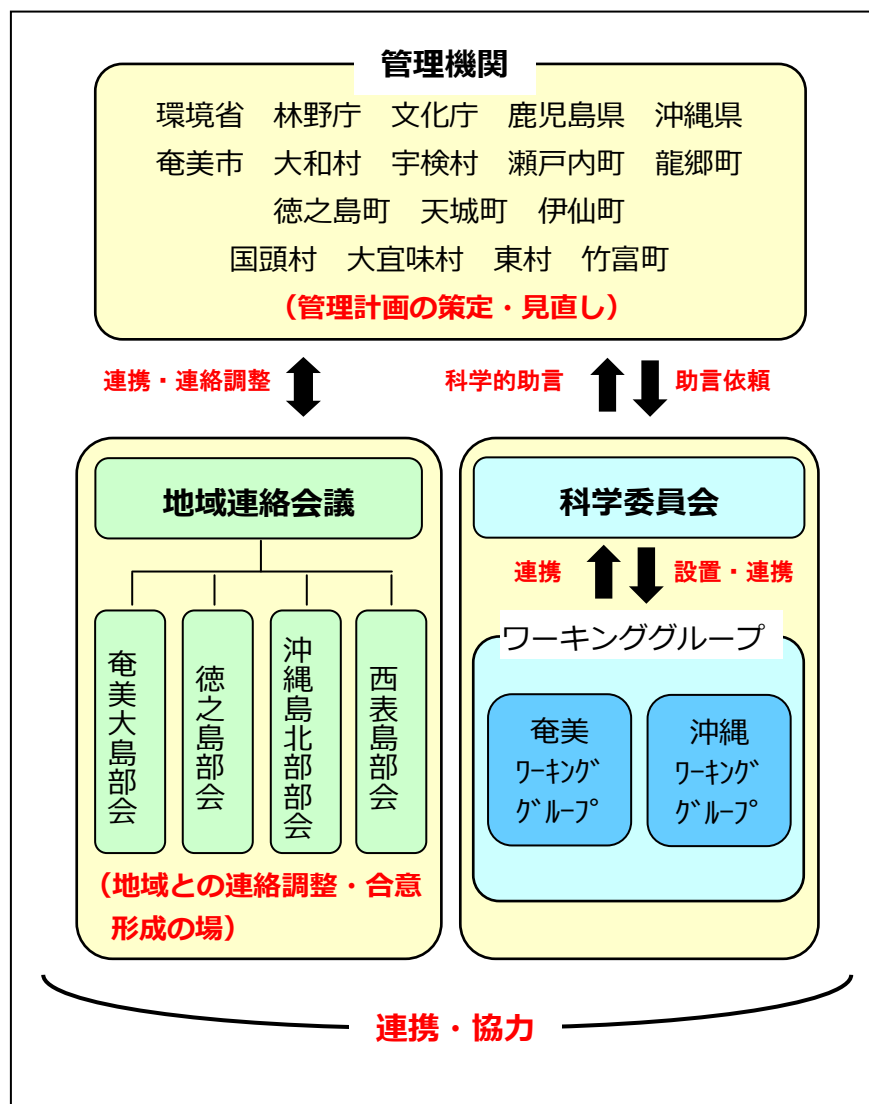 管理機関
環境省 林野庁 文化庁 鹿児島県 沖縄県
奄美市 大和村 宇検村 瀬戸内町 龍郷町
徳之島町 天城町 伊仙町
国頭村 大宜味村 東村 竹富町
（管理計画の策定・見直し）
連携・連絡調整
科学的助言
助言依頼
地域連絡会議
奄美大島部会
徳之島部会
沖縄島北部部会
西表島部会
（地域との連絡調整・合意
形成の場）
科学委員会
連携
設置・連携
ワーキンググループ
奄美
ﾜｰｷﾝｸﾞ
ｸﾞﾙｰﾌﾟ
沖縄
ﾜｰｷﾝｸﾞ
ｸﾞﾙｰﾌﾟ
連携・協力